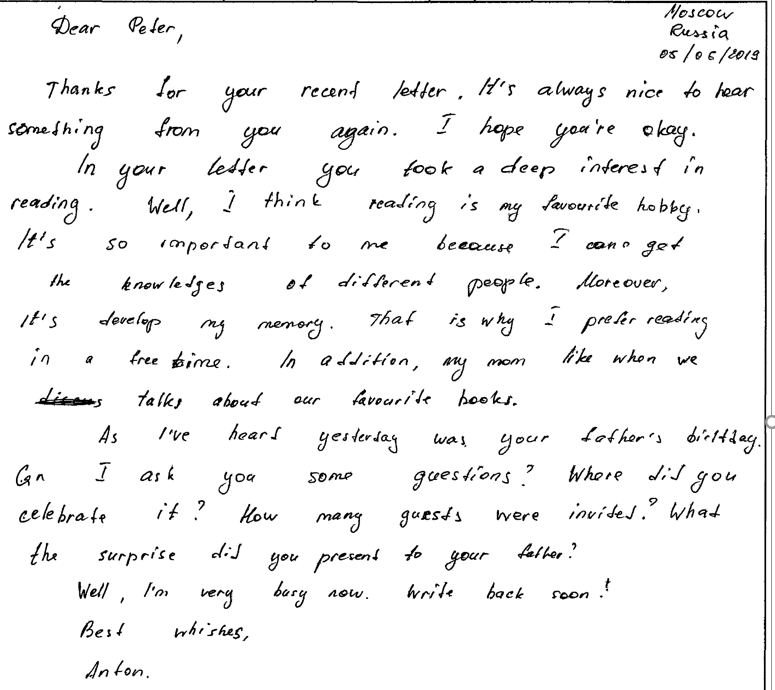 Dear Peter,
Moscow
Russia
05/06/2019
Thanks for your recent letter. It's always nice to hear
something from you again. I hope you're okay.
In your letter you took a deep interest in
reading. Well, I think reading is my favourite hobby.
It's so important to me because I can get
the knowledges of different people. Moreover,
It's develop my memory. That is why I prefer reading
in a free time. In addition, my mom like when we
talks about our favourite books.
As I've heard yesterday was your father's birthday.
Can I ask you some questions? Where did you
celebrate it? How many guests were invited? What
the surprise did you present to your father?
Well, I'm very busy now. Write back soon!
Best whishes,
Anton.